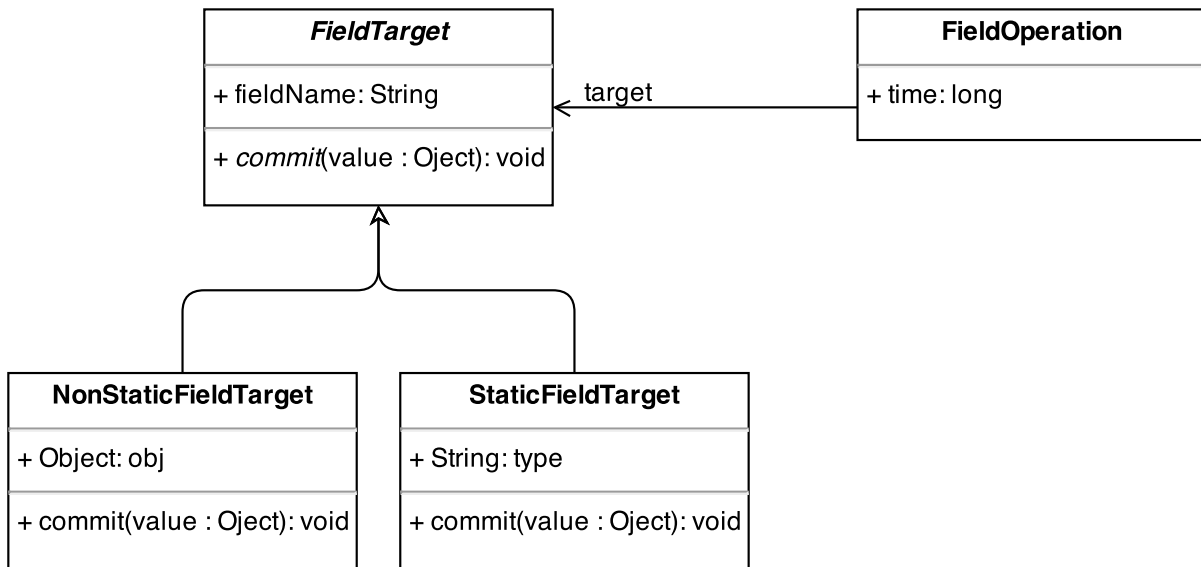 FieldTarget
+ fieldName: String
+ commit(value : Oject): void
target
FieldOperation
+ time: long
NonStaticFieldTarget
+ Object: obj
+ commit(value : Oject): void
StaticFieldTarget
+ String: type
+ commit(value : Oject): void